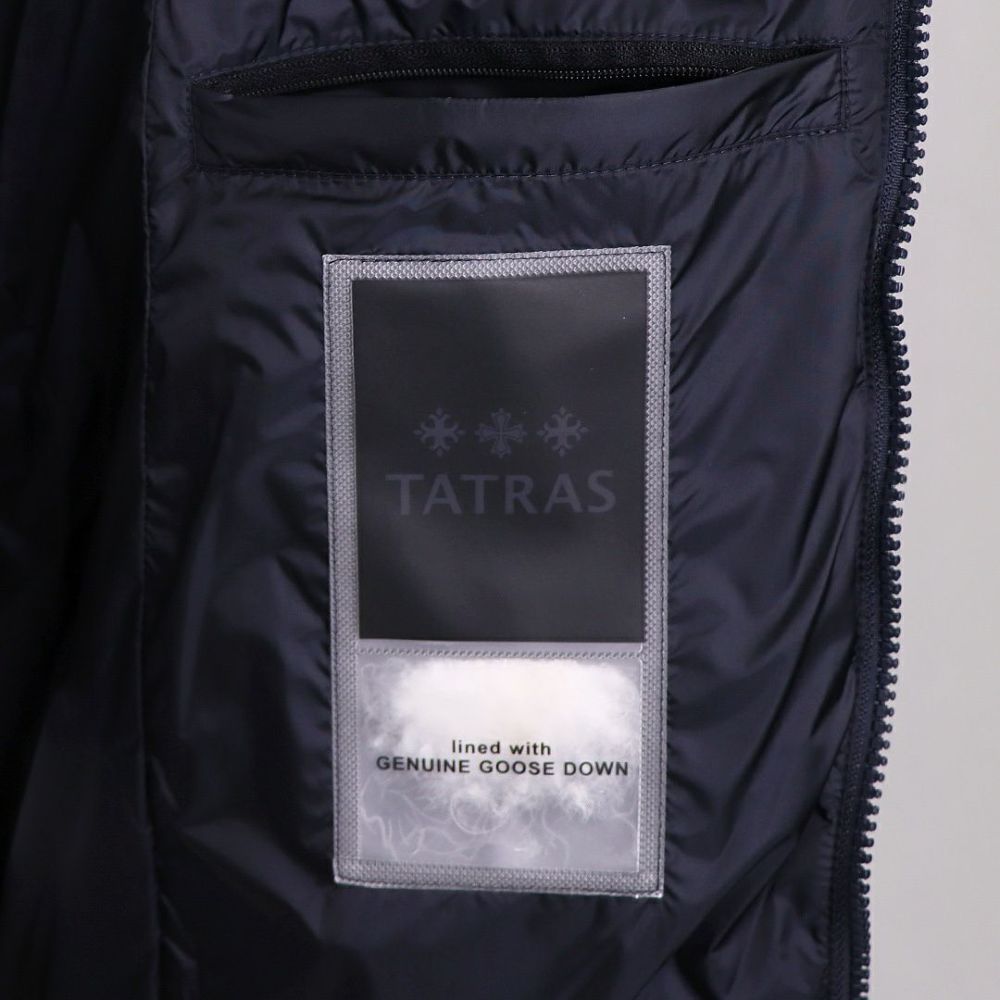 TATRAS
lined with
GENUINE GOOSE DOWN